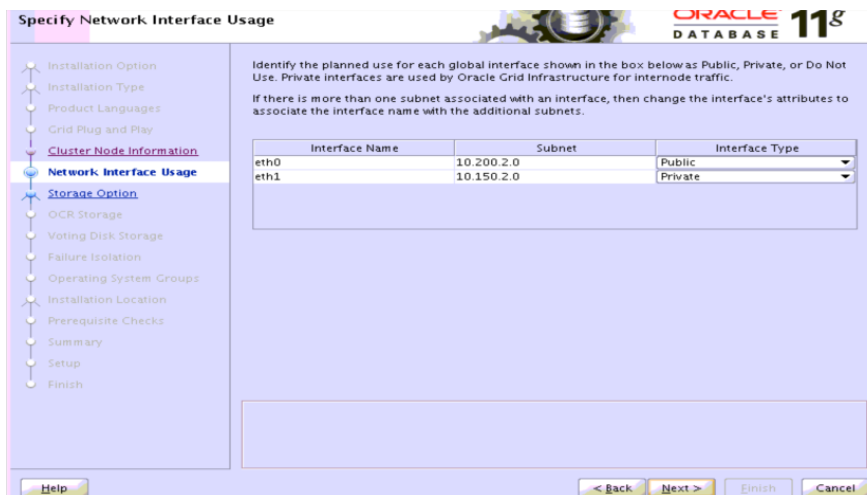 Specify Network Interface Usage
ORACLE
DATABASE
11g
Installation Option
Installation Type
Product Languages
Grid Plug and Play
Cluster Node Information
Network Interface Usage
Storage Option
OCR Storage
Voting Disk Storage
Failure Isolation
Operating System Groups
Installation Location
Prerequisite Checks
Summary
Setup
Finish
Identify the planned use for each global interface shown in the box below as Public, Private, or Do Not
Use. Private interfaces are used by Oracle Grid Infrastructure for internode traffic.
If there is more than one subnet associated with an interface, then change the interface's attributes to
associate the interface name with the additional subnets.
Interface Name Subnet Interface Type
eth0 10.200.2.0 Public
eth1 10.150.2.0 Private
Help < Back Next > Finish Cancel